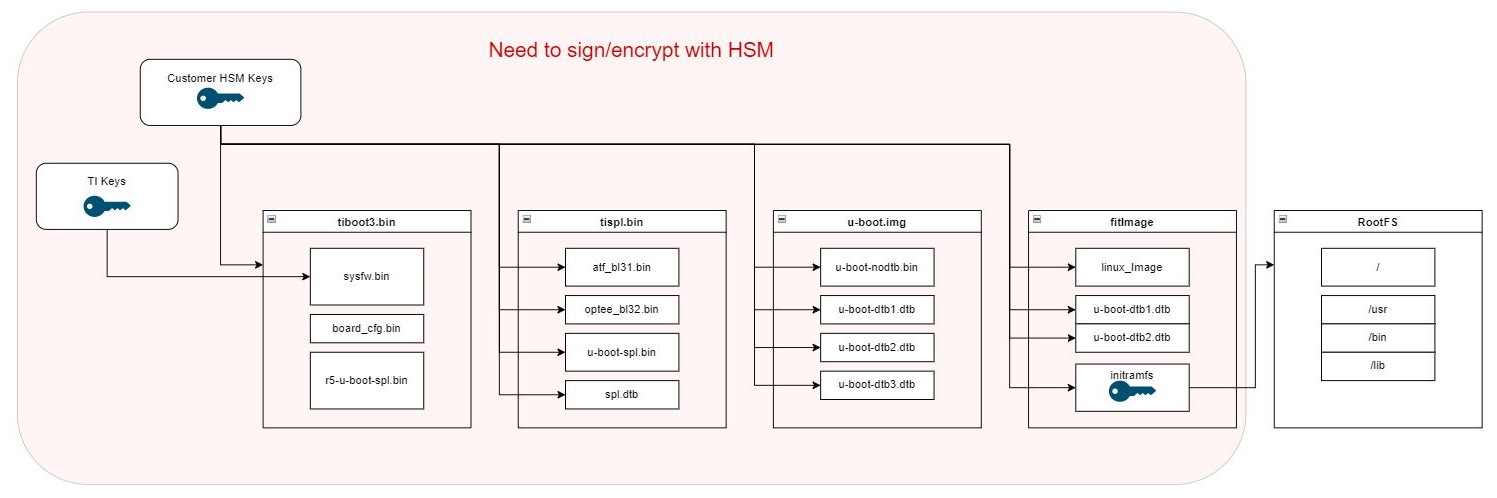 Need to sign/encrypt with HSM
Customer HSM Keys
TI Keys
tiboot3.bin
sysfw.bin
board_cfg.bin
r5-u-boot-spl.bin
tispl.bin
atf_bl31.bin
optee_bl32.bin
u-boot-spl.bin
spl.dtb
u-boot.img
u-boot-nodtb.bin
u-boot-dtb1.dtb
u-boot-dtb2.dtb
u-boot-dtb3.dtb
fitImage
linux_Image
u-boot-dtb1.dtb
u-boot-dtb2.dtb
initramfs
RootFS
/
/usr
/bin
/lib